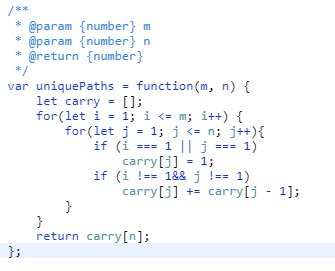 /**
 * @param {number} m
 * @param {number} n
 * @return {number}
 */
var uniquePaths = function(m, n) {
    let carry = [];
    for(let i = 1; i <= m; i++) {
        for(let j = 1; j <= n; j++){
            if (i === 1 || j === 1)
                carry[j] = 1;
            if (i !== 1&& j !== 1)
                carry[j] += carry[j - 1];
        }
    }
    return carry[n];
};